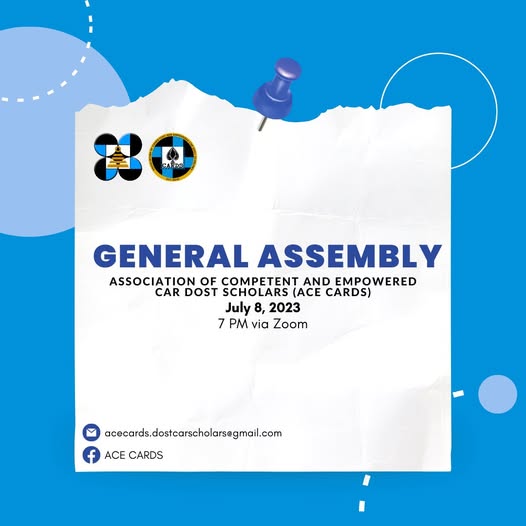 GENERAL ASSEMBLY
ASSOCIATION OF COMPETENT AND EMPOWERED
CAR DOST SCHOLARS (ACE CARDS)
July 8, 2023
7 PM via Zoom
acecards.dostcarscholars@gmail.com
ACE CARDS